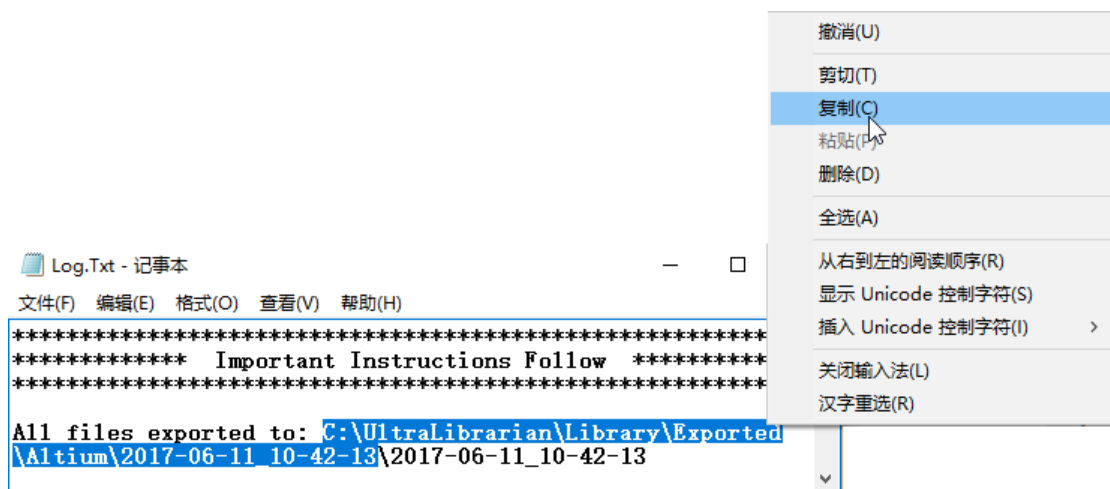 撤消(U)
剪切(T)
复制(C)
粘贴(P)
删除(D)
全选(A)
从右到左的阅读顺序(R)
显示 Unicode 控制字符(S)
插入 Unicode 控制字符(I)
关闭输入法(L)
汉字重选(R)
Log.Txt - 记事本
文件(F) 编辑(E) 格式(O) 查看(V) 帮助(H)
*********************************************************
************* Important Instructions Follow **********
*********************************************************
All files exported to: C:\UltraLibrarian\Library\Exported
\Altium\2017-06-11_10-42-13\2017-06-11_10-42-13